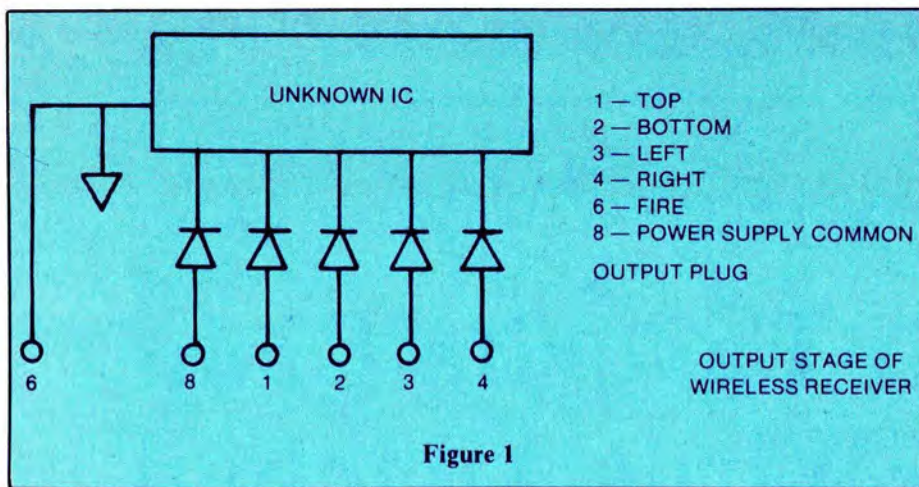 UNKNOWN IC
1 — TOP
2 — BOTTOM
3 — LEFT
4 — RIGHT
6 — FIRE
8 — POWER SUPPLY COMMON
OUTPUT PLUG
6
8
1
2
3
4
OUTPUT STAGE OF
WIRELESS RECEIVER
Figure 1